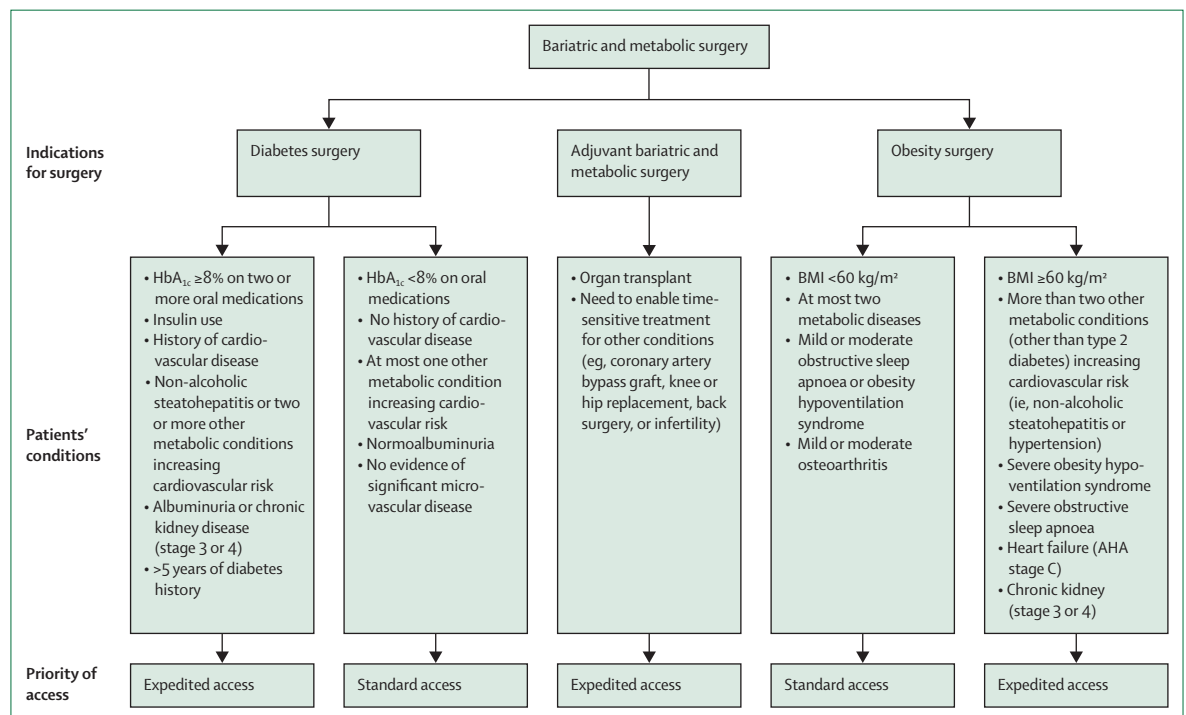 Bariatric and metabolic surgery
Indications
for surgery
Diabetes surgery
Adjuvant bariatric and
metabolic surgery
Obesity surgery
Patients’
conditions
• HbA1c ≥8% on two or
more oral medications
• Insulin use
• History of cardio-
vascular disease
• Non-alcoholic
steatohepatitis or two
or more other
metabolic conditions
increasing
cardiovascular risk
• Albuminuria or chronic
kidney disease
(stage 3 or 4)
• >5 years of diabetes
history
• HbA1c <8% on oral
medications
• No history of cardio-
vascular disease
• At most one other
metabolic condition
increasing cardio-
vascular risk
• Normoalbuminuria
• No evidence of
significant micro-
vascular disease
• Organ transplant
• Need to enable time-
sensitive treatment
for other conditions
(eg, coronary artery
bypass graft, knee or
hip replacement, back
surgery, or infertility)
• BMI <60 kg/m²
• At most two
metabolic diseases
• Mild or moderate
obstructive sleep
apnoea or obesity
hypoventilation
syndrome
• Mild or moderate
osteoarthritis
• BMI ≥60 kg/m²
• More than two other
metabolic conditions
(other than type 2
diabetes) increasing
cardiovascular risk
(ie, non-alcoholic
steatohepatitis or
hypertension)
• Severe obesity hypo-
ventilation syndrome
• Severe obstructive
sleep apnoea
• Heart failure (AHA
stage C)
• Chronic kidney
(stage 3 or 4)
Priority of
access
Expedited access
Standard access
Expedited access
Standard access
Expedited access